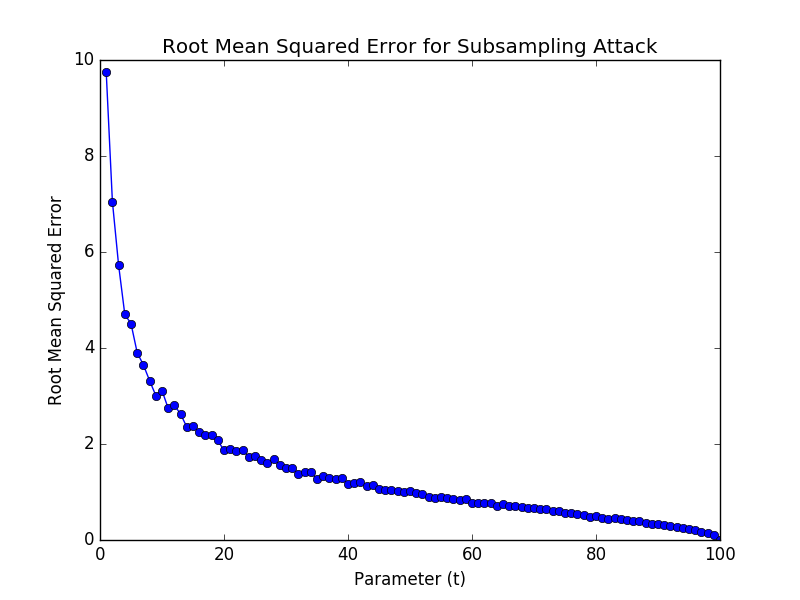 Root Mean Squared Error for Subsampling Attack
10
8
6
4
2
0
Root Mean Squared Error
0 20 40 60 80 100
Parameter (t)